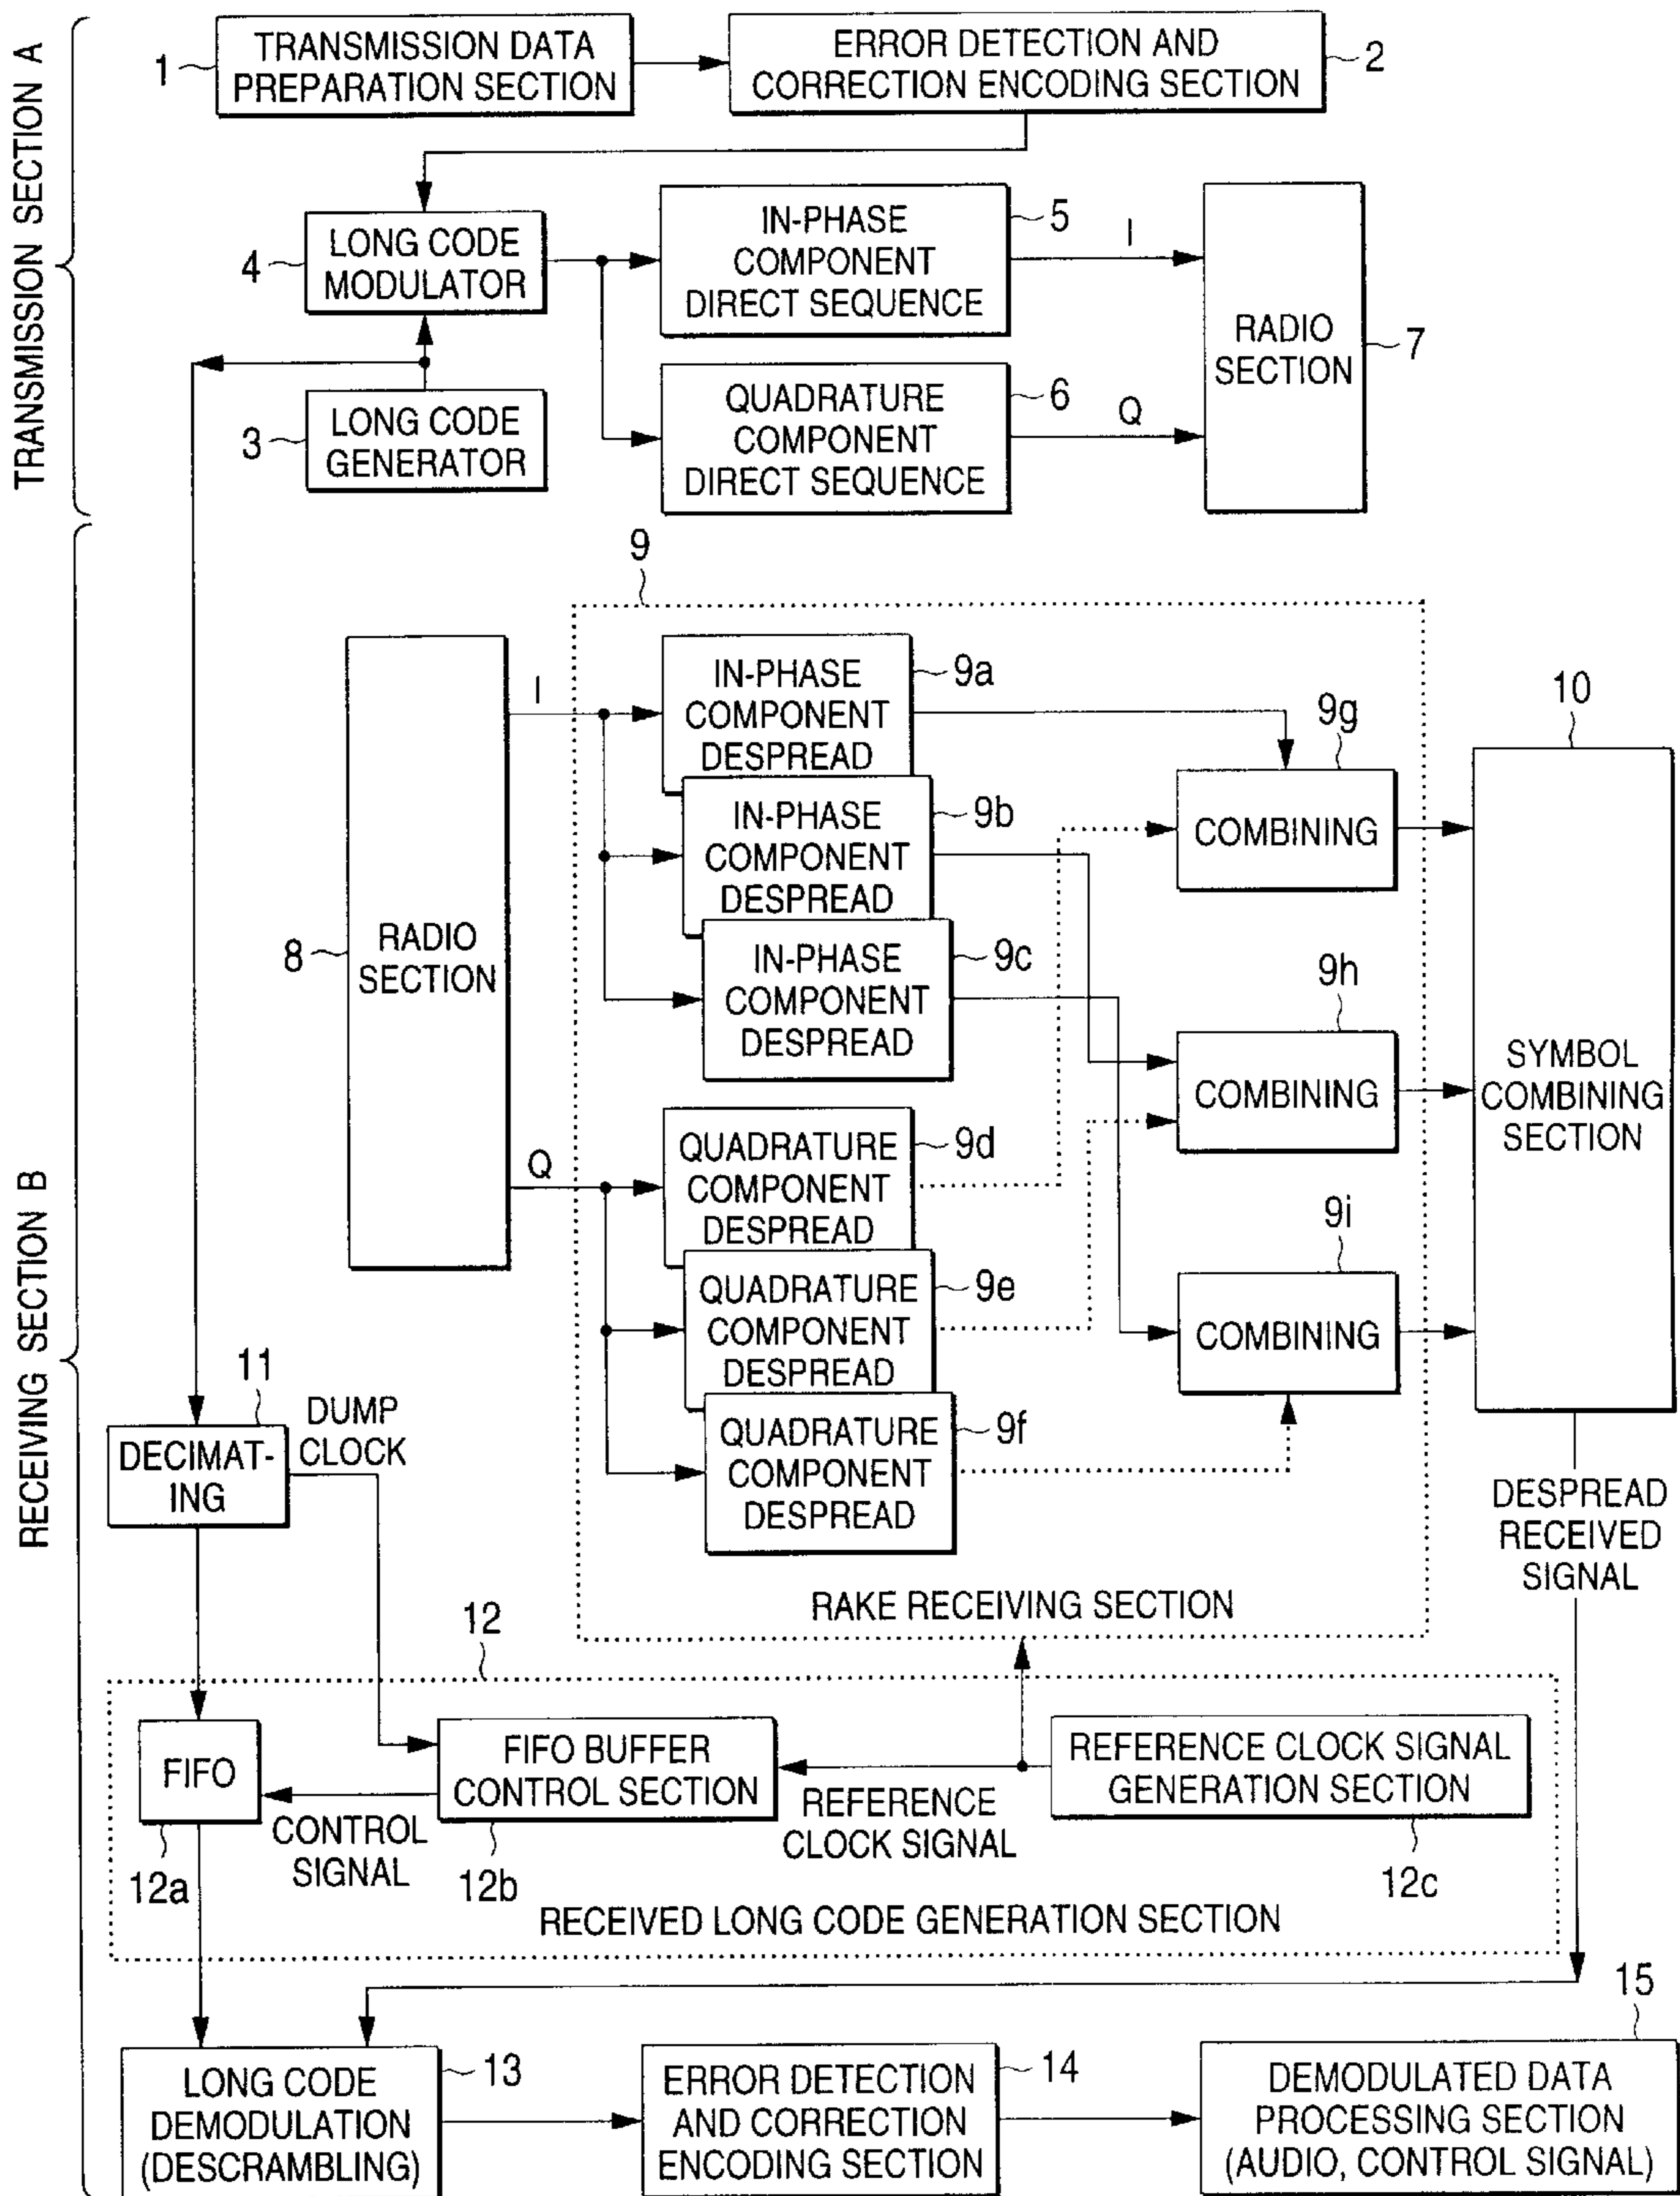 TRANSMISSION SECTION A
1
TRANSMISSION DATA
PREPARATION SECTION
ERROR DETECTION AND
CORRECTION ENCODING SECTION
2
4
LONG CODE
MODULATOR
IN-PHASE
COMPONENT
DIRECT SEQUENCE
5
I
RADIO
SECTION
7
3
LONG CODE
GENERATOR
QUADRATURE
COMPONENT
DIRECT SEQUENCE
6
Q
RECEIVING SECTION B
9
8
RADIO
SECTION
I
IN-PHASE
COMPONENT
DESPREAD
9a
IN-PHASE
COMPONENT
DESPREAD
9b
IN-PHASE
COMPONENT
DESPREAD
9c
9g
COMBINING
9h
COMBINING
10
SYMBOL
COMBINING
SECTION
Q
QUADRATURE
COMPONENT
DESPREAD
9d
QUADRATURE
COMPONENT
DESPREAD
9e
QUADRATURE
COMPONENT
DESPREAD
9f
9i
COMBINING
11
DECIMAT-
ING
DUMP
CLOCK
DESPREAD
RECEIVED
SIGNAL
RAKE RECEIVING SECTION
12
FIFO
12a
CONTROL
SIGNAL
FIFO BUFFER
CONTROL SECTION
12b
REFERENCE
CLOCK SIGNAL
REFERENCE CLOCK SIGNAL
GENERATION SECTION
12c
RECEIVED LONG CODE GENERATION SECTION
LONG CODE
DEMODULATION
(DESCRAMBLING)
13
ERROR DETECTION
AND CORRECTION
ENCODING SECTION
14
15
DEMODULATED DATA
PROCESSING SECTION
(AUDIO, CONTROL SIGNAL)